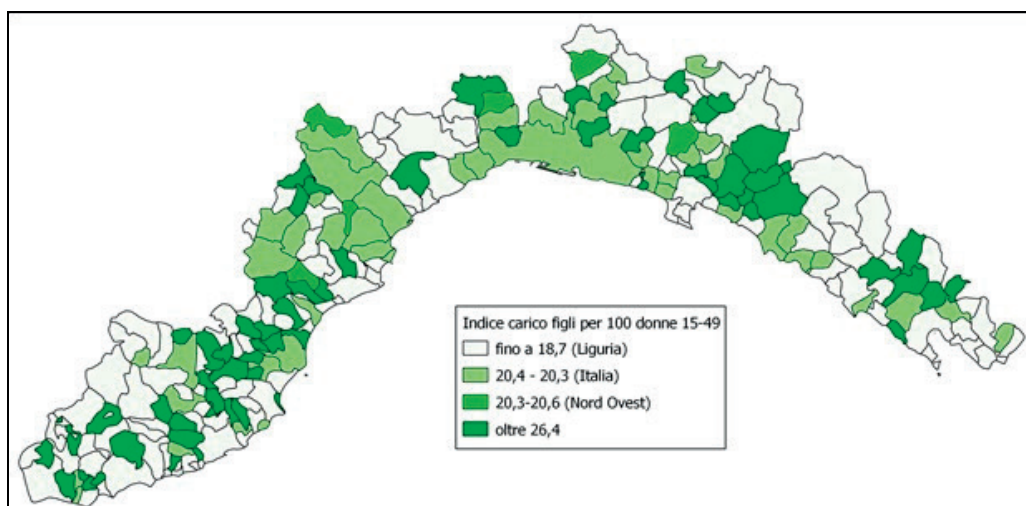 Indice carico figli per 100 donne 15-49
fino a 18,7 (Liguria)
20,4 - 20,3 (Italia)
20,3-20,6 (Nord Ovest)
oltre 26,4